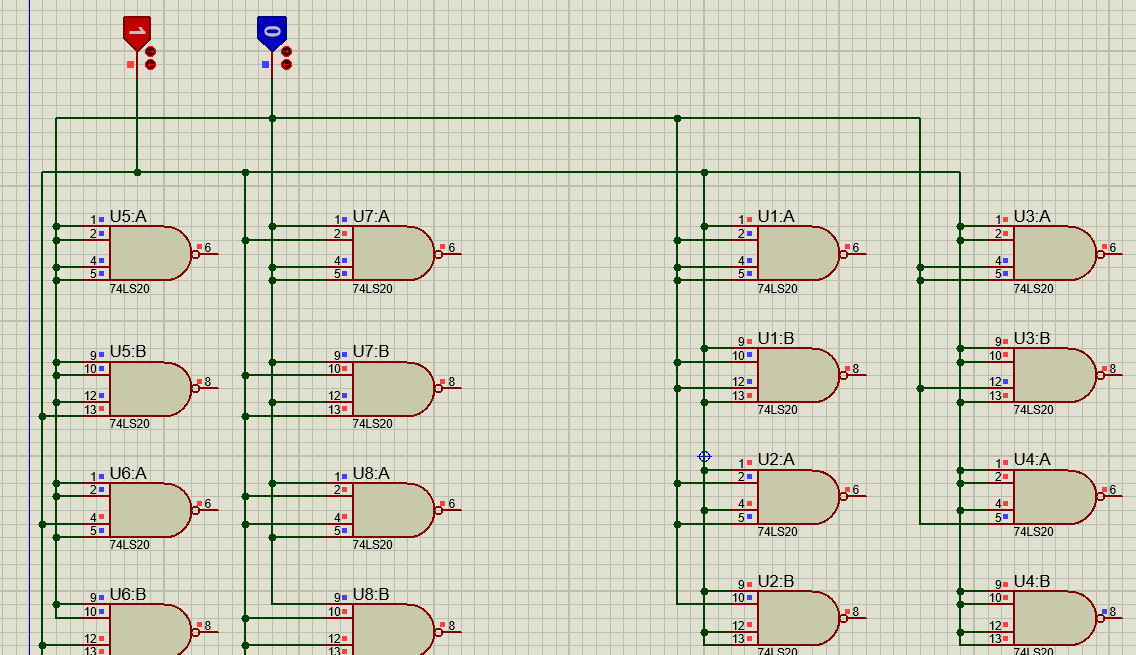 1 0
U5:A U7:A U1:A U3:A
1 1 1 1
2 6 2 6 2 6 2 6
4 4 4 4
5 5 5 5
74LS20 74LS20 74LS20 74LS20
U5:B U7:B U1:B U3:B
9 9 9 9
10 8 10 8 10 8 10 8
12 12 12 12
13 13 13 13
74LS20 74LS20 74LS20 74LS20
U6:A U8:A U2:A U4:A
1 1 1 1
2 6 2 6 2 6 2 6
4 4 4 4
5 5 5 5
74LS20 74LS20 74LS20 74LS20
U6:B U8:B U2:B U4:B
9 9 9 9
10 8 10 8 10 8 10 8
12 12 12 12
13 13 13 13
74LS20 74LS20